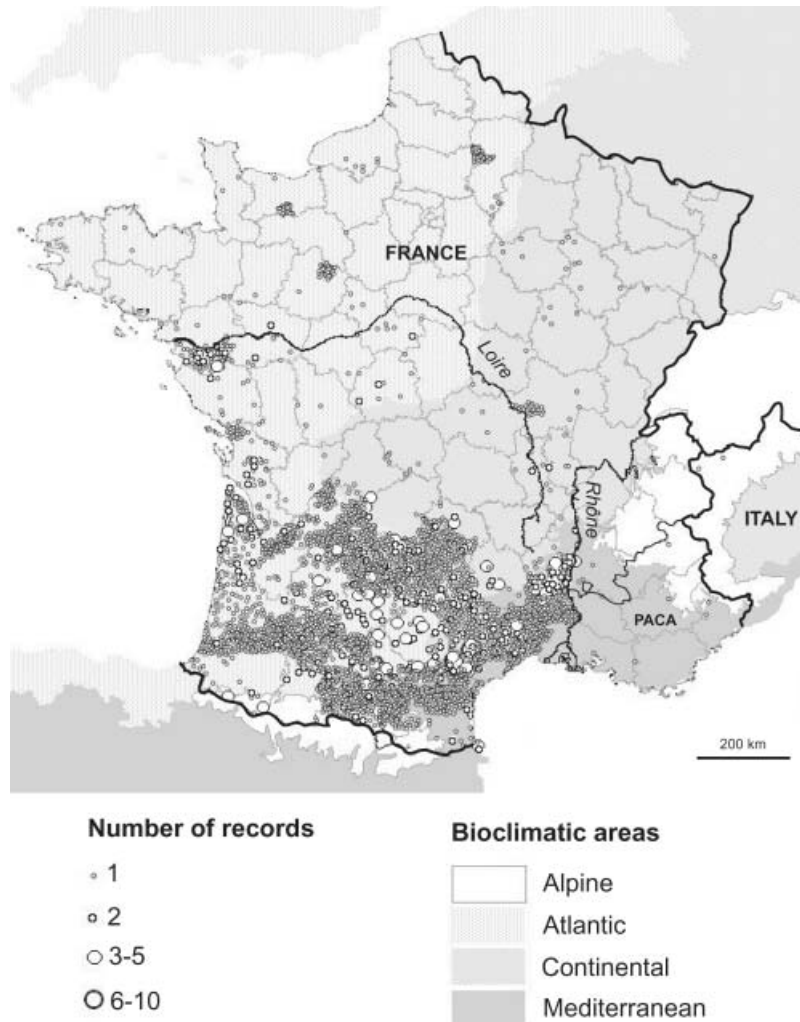 FRANCE
Loire
Rhône
ITALY
PACA
200 km
Number of records
1
2
3-5
6-10
Bioclimatic areas
Alpine
Atlantic
Continental
Mediterranean